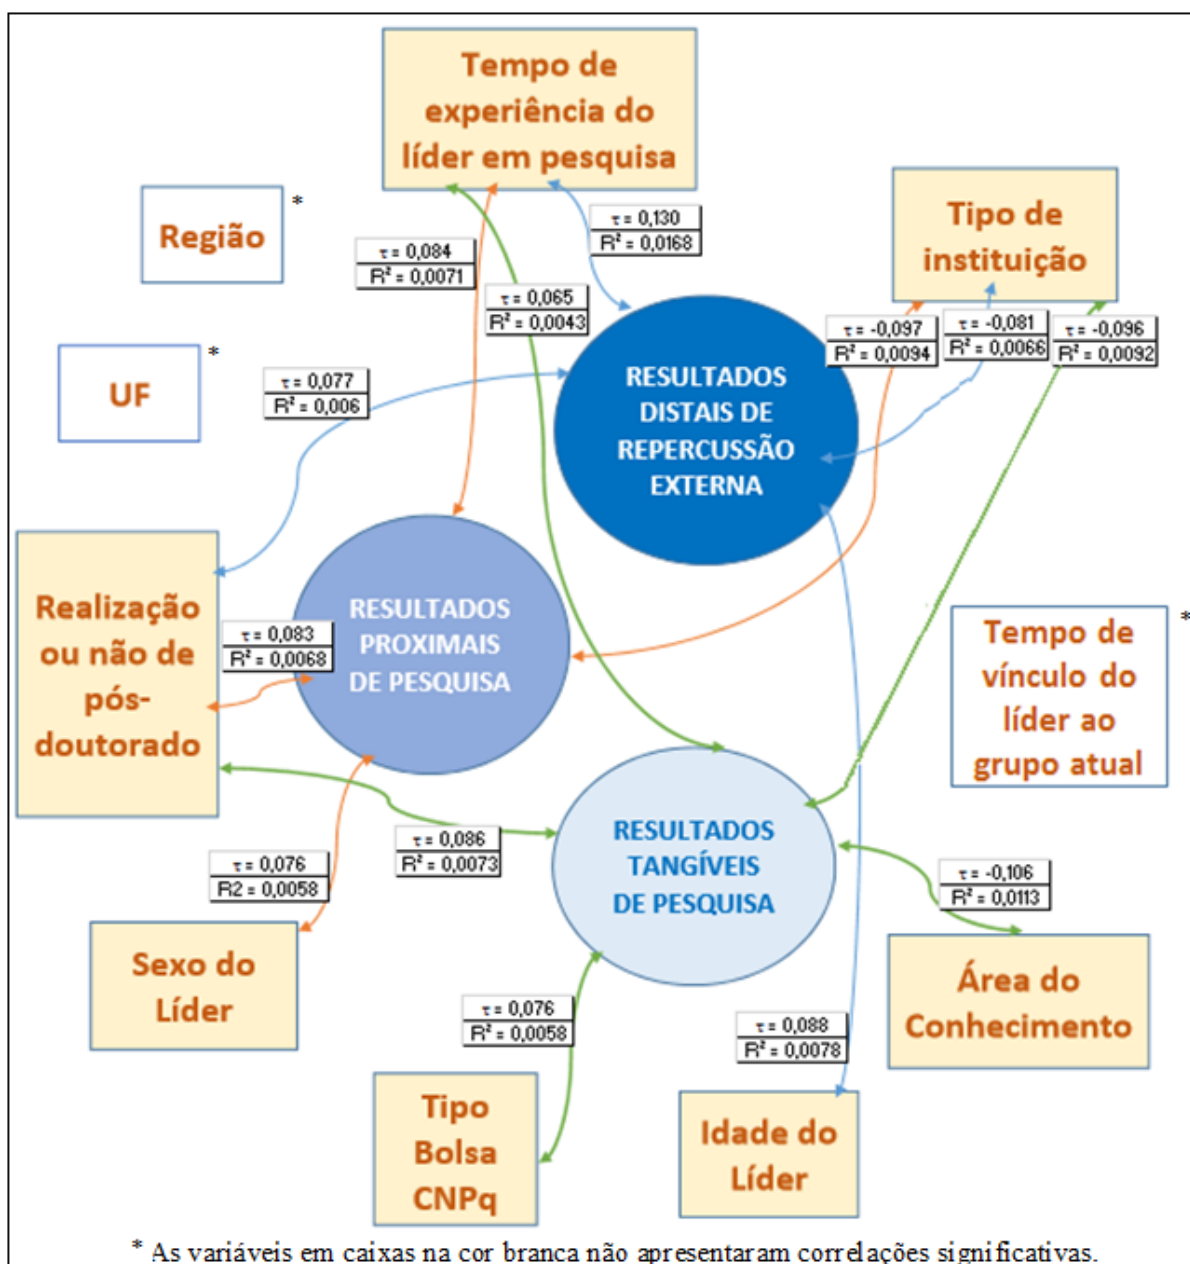 Tempo de
experiência do
líder em pesquisa
Tipo de
instituição
Região
*
τ = 0,130
R² = 0,0168
τ = 0,084
R² = 0,0071
τ = 0,065
R² = 0,0043
τ = -0,097
R² = 0,0094
τ = -0,081
R² = 0,0066
τ = -0,096
R² = 0,0092
UF
*
τ = 0,077
R² = 0,006
RESULTADOS
DISTAIS DE
REPERCUSSÃO
EXTERNA
Realização
ou não de
pós-
doutorado
τ = 0,083
R² = 0,0068
RESULTADOS
PROXIMAIS
DE PESQUISA
Tempo de
vínculo do
líder ao
grupo atual
*
τ = 0,086
R² = 0,0073
RESULTADOS
TANGÍVEIS
DE PESQUISA
τ = 0,076
R2 = 0,0058
τ = -0,106
R² = 0,0113
Sexo do
Líder
Área do
Conhecimento
τ = 0,076
R² = 0,0058
τ = 0,088
R² = 0,0078
Tipo
Bolsa
CNPq
Idade do
Líder
* As variáveis em caixas na cor branca não apresentaram correlações significativas.